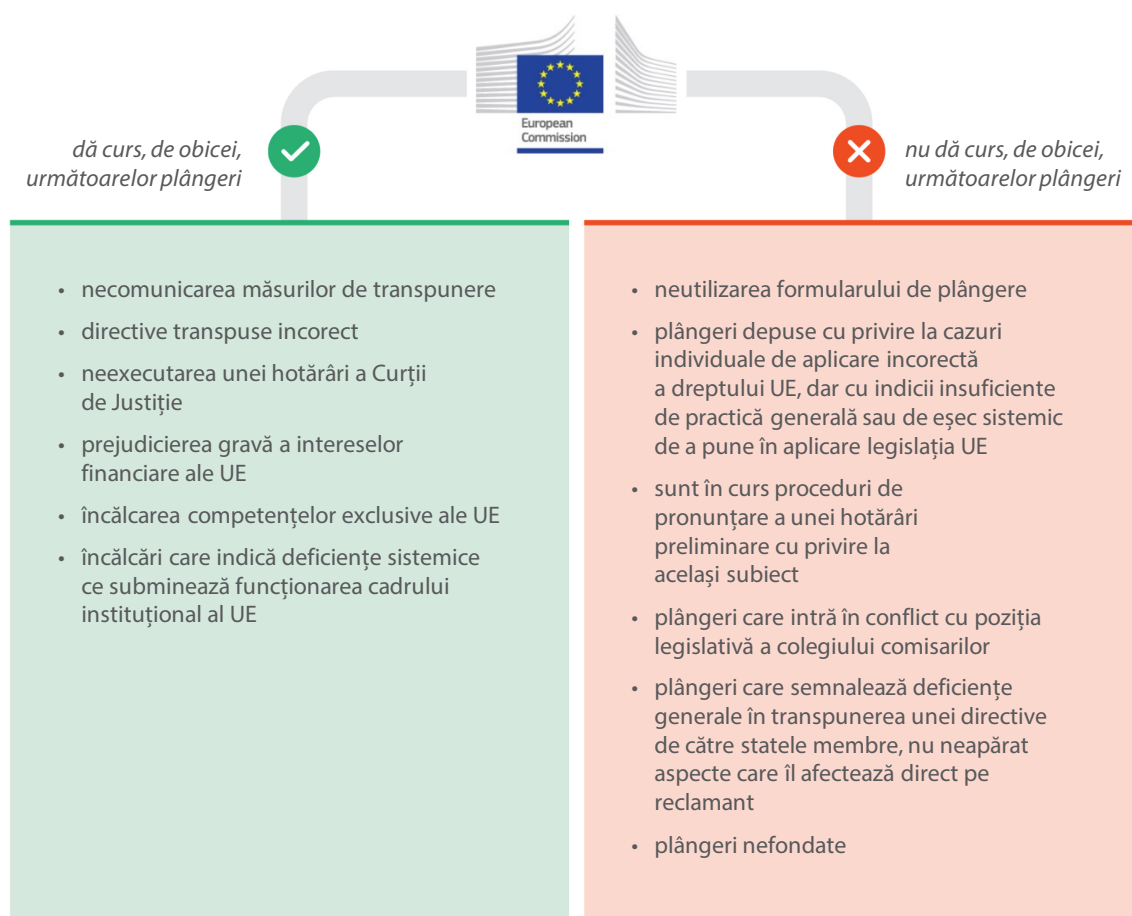 European
Commission
dă curs, de obicei,
următoarelor plângeri
nu dă curs, de obicei,
următoarelor plângeri
• necomunicarea măsurilor de transpunere
• directive transpuse incorect
• neexecutarea unei hotărâri a Curții
de Justiție
• prejudicierea gravă a intereselor
financiare ale UE
• încălcarea competențelor exclusive ale UE
• încălcări care indică deficiențe sistemice
ce subminează funcționarea cadrului
instituțional al UE
• neutilizarea formularului de plângere
• plângeri depuse cu privire la cazuri
individuale de aplicare incorectă
a dreptului UE, dar cu indicii insuficiente
de practică generală sau de eșec sistemic
de a pune în aplicare legislația UE
• sunt în curs proceduri de
pronunțare a unei hotărâri
preliminare cu privire la
același subiect
• plângeri care intră în conflict cu poziția
legislativă a colegiului comisarilor
• plângeri care semnalează deficiențe
generale în transpunerea unei directive
de către statele membre, nu neapărat
aspecte care îl afectează direct pe
reclamant
• plângeri nefondate